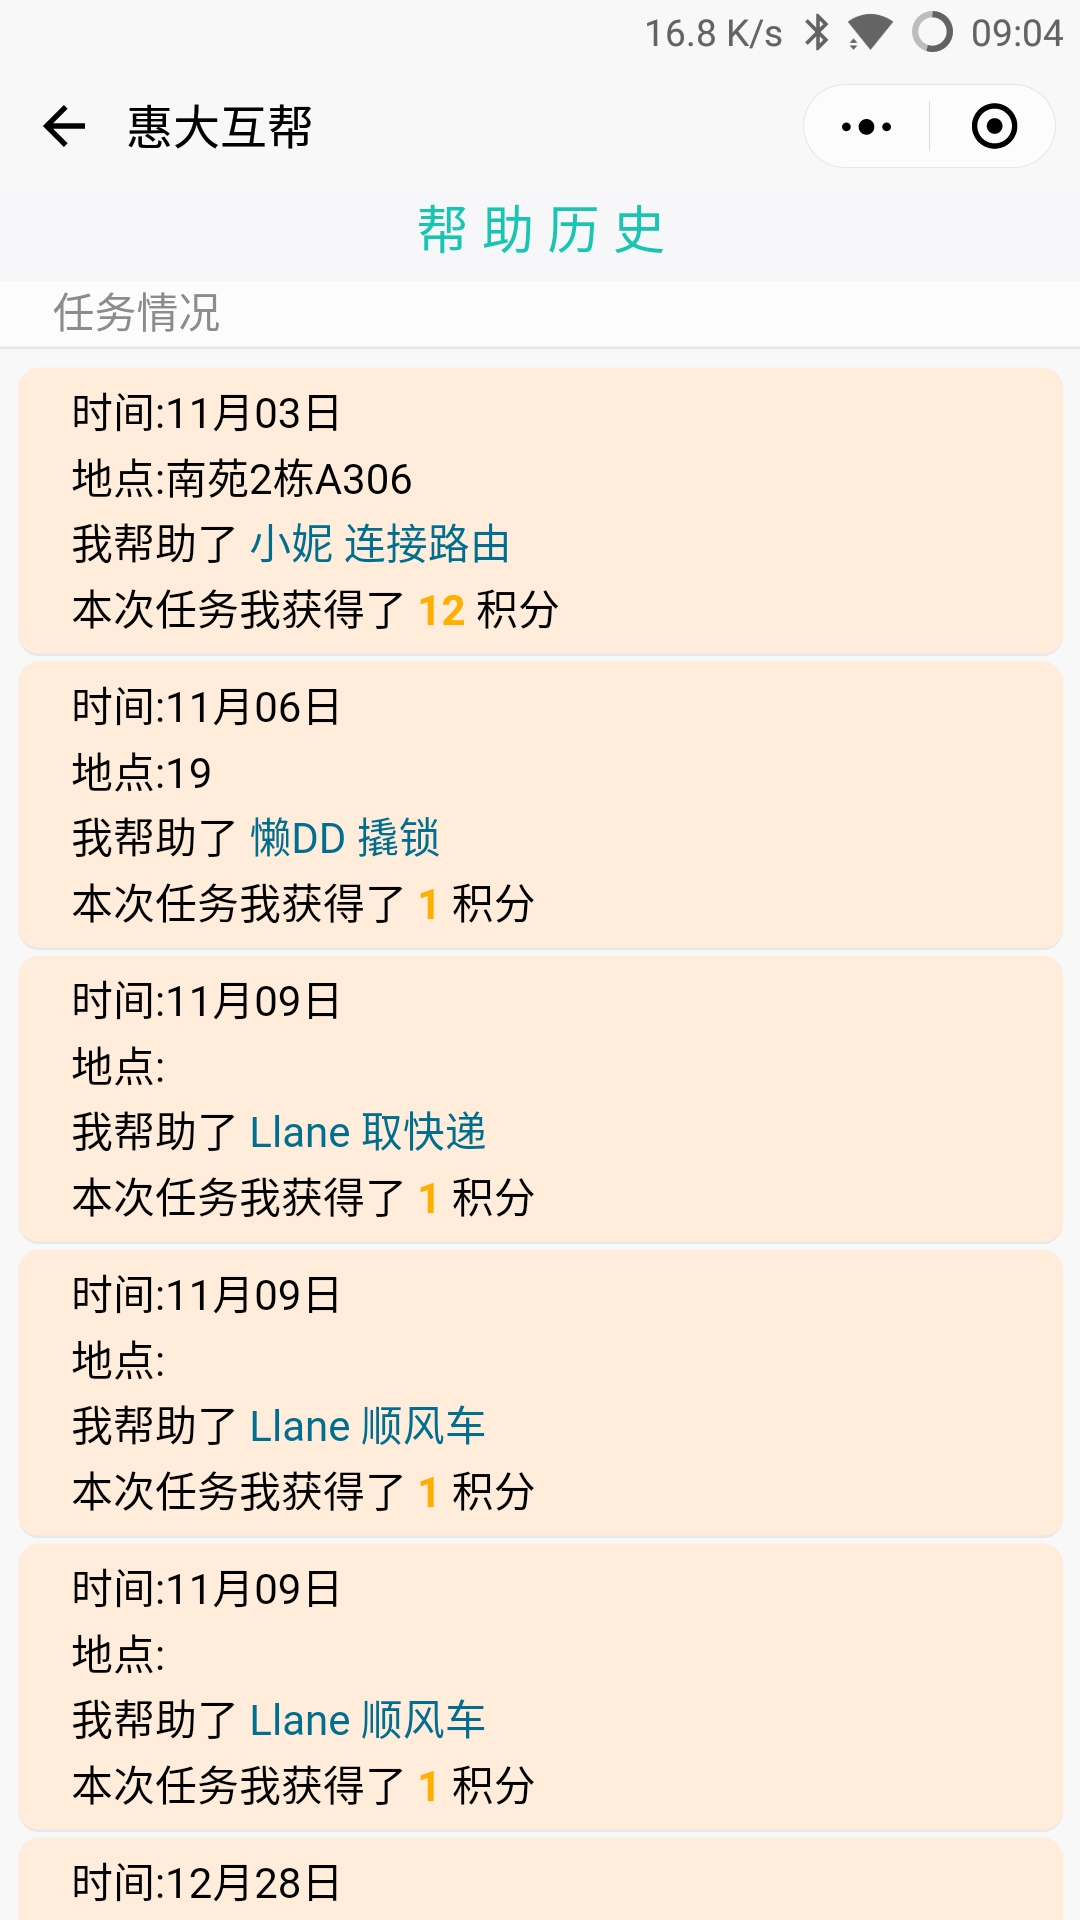 16.8 K/s 09:04
惠大互帮
帮助历史
任务情况
时间:11月03日
地点:南苑2栋A306
我帮助了 小妮 连接路由
本次任务我获得了 12 积分
时间:11月06日
地点:19
我帮助了 懒DD 撬锁
本次任务我获得了 1 积分
时间:11月09日
地点:
我帮助了 Llane 取快递
本次任务我获得了 1 积分
时间:11月09日
地点:
我帮助了 Llane 顺风车
本次任务我获得了 1 积分
时间:11月09日
地点:
我帮助了 Llane 顺风车
本次任务我获得了 1 积分
时间:12月28日